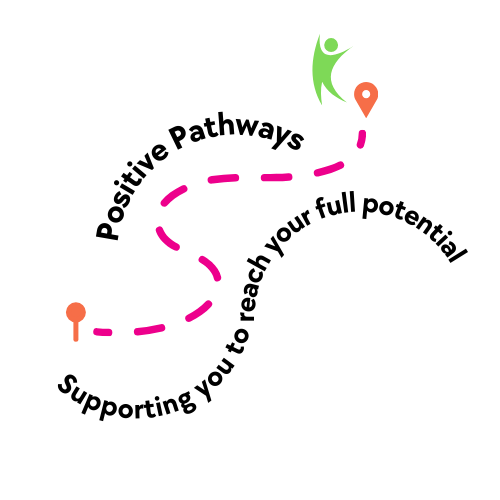 Positive Pathways
Supporting you to reach your full potential